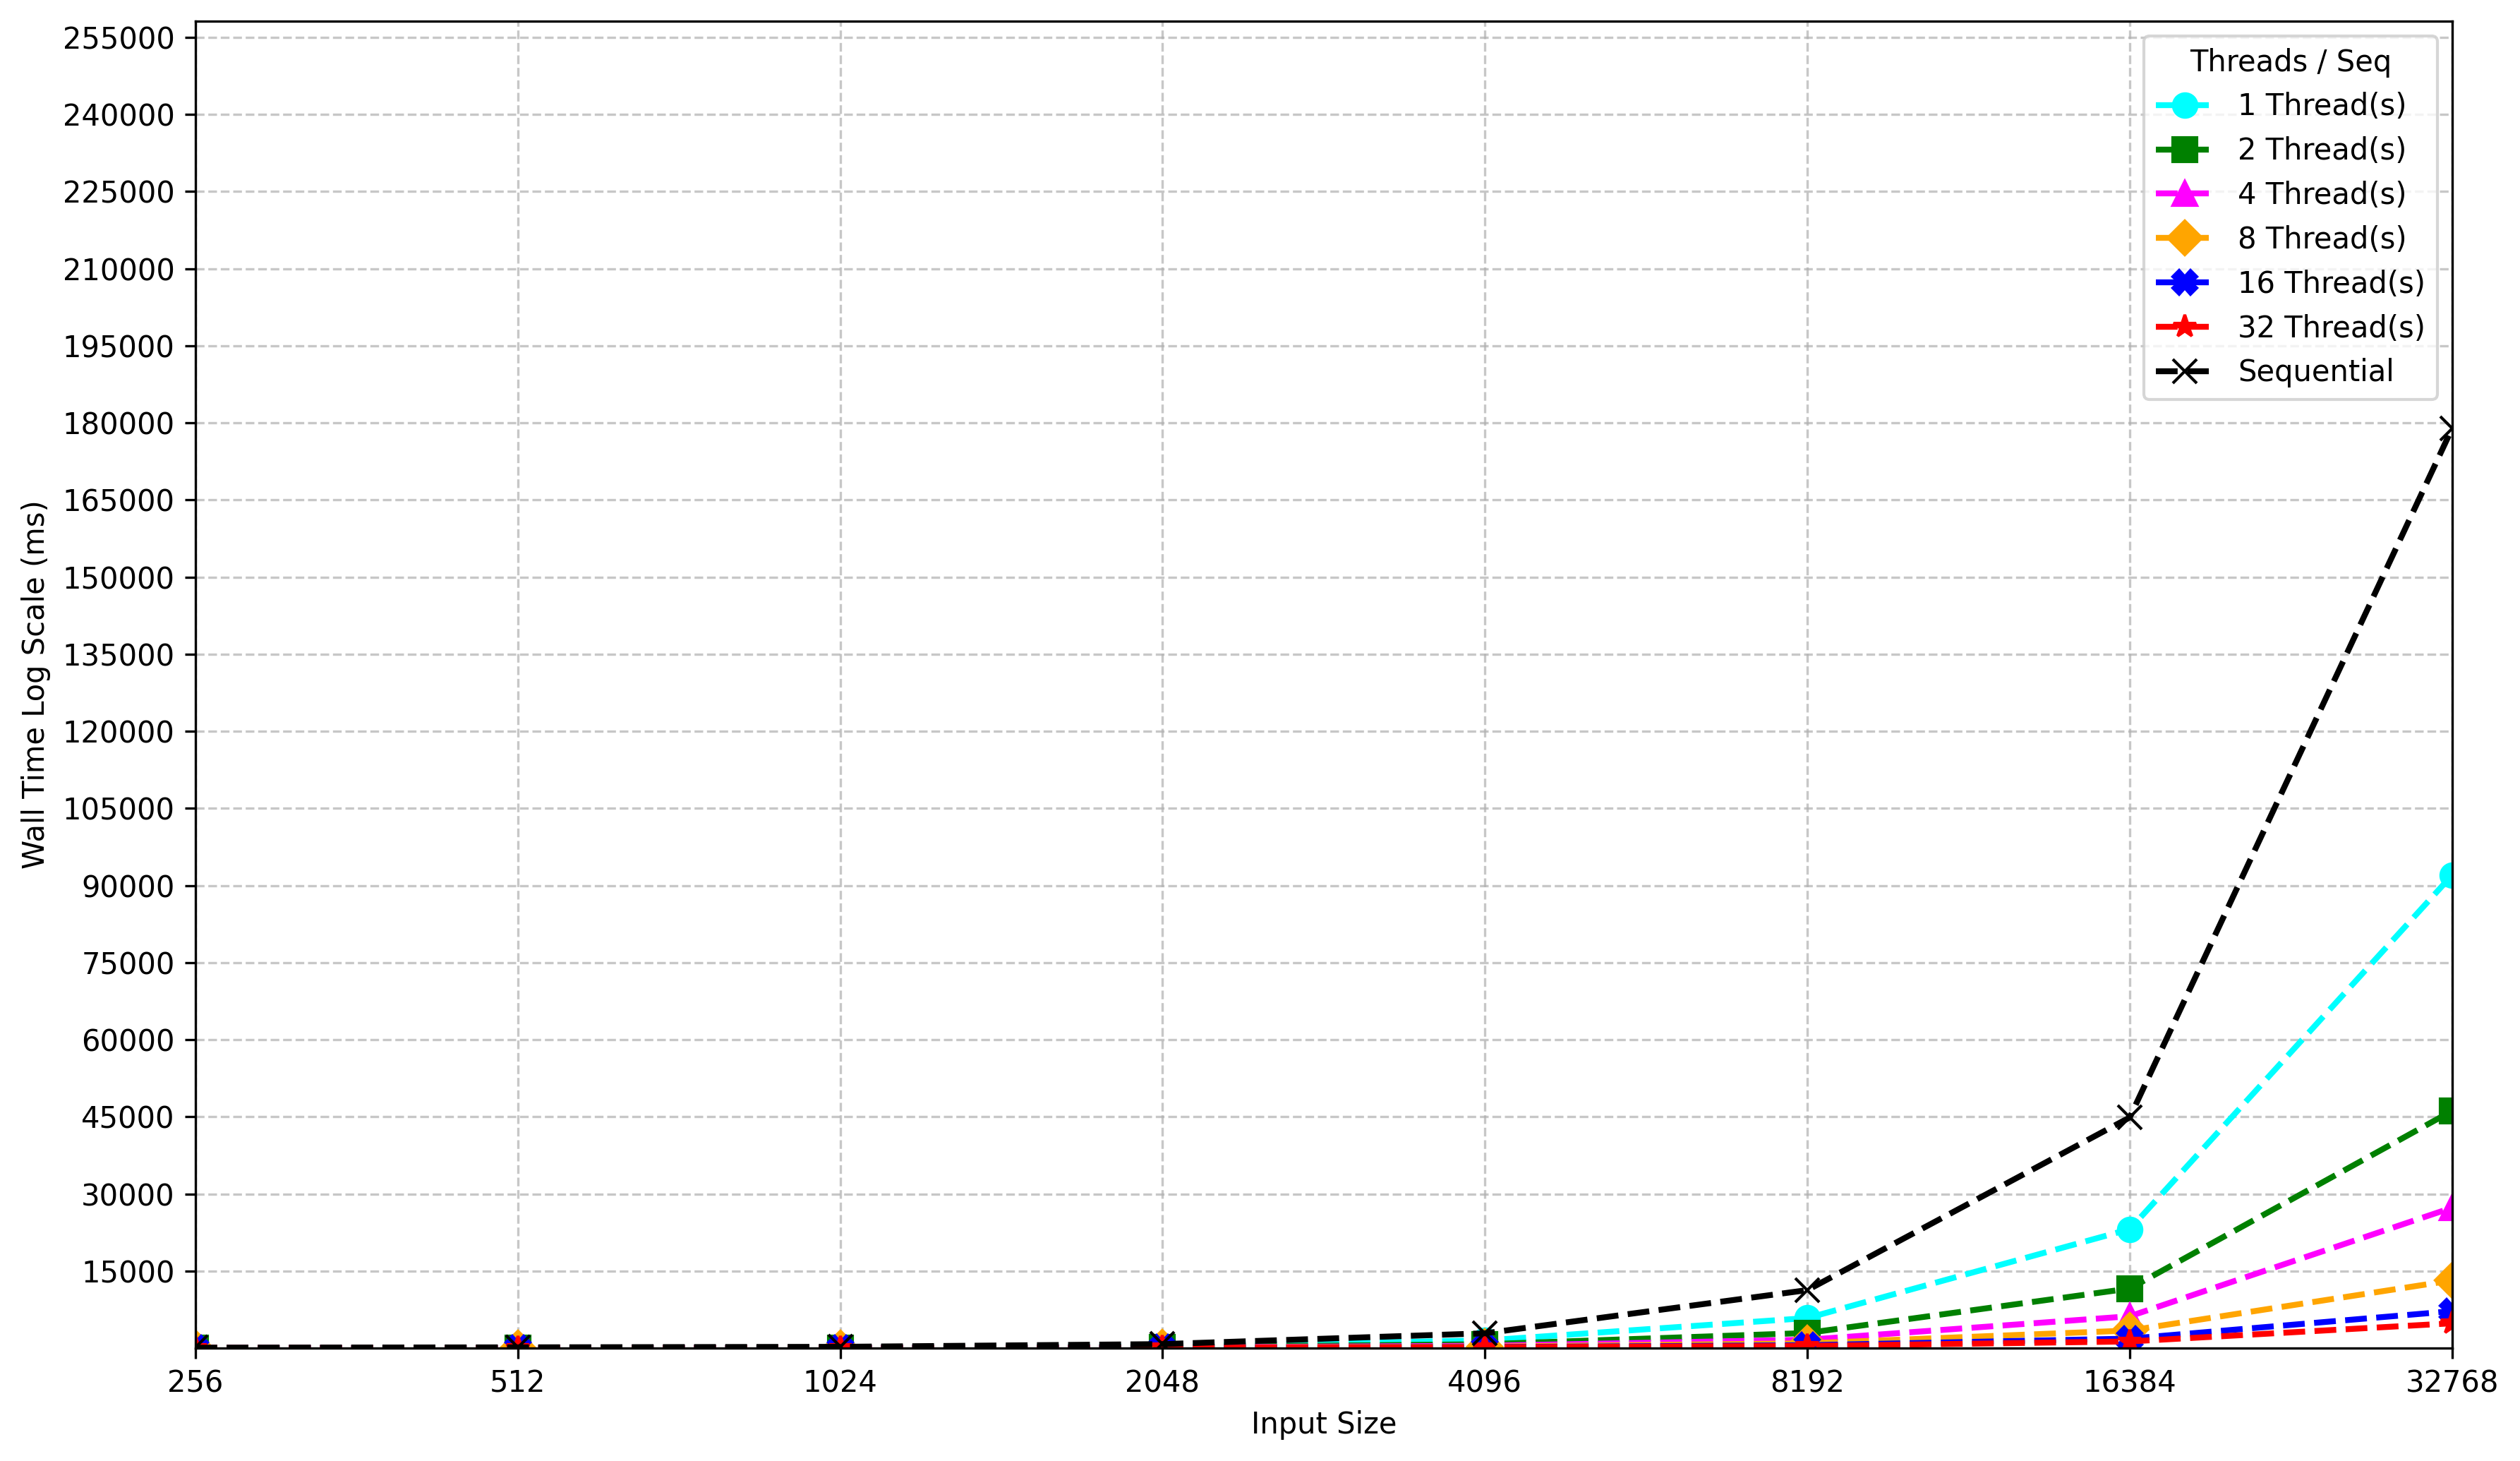 255000
240000
225000
210000
195000
180000
165000
150000
135000
120000
105000
90000
75000
60000
45000
30000
15000
Wall Time Log Scale (ms)
Threads / Seq
1 Thread(s)
2 Thread(s)
4 Thread(s)
8 Thread(s)
16 Thread(s)
32 Thread(s)
Sequential
256 512 1024 2048 4096 8192 16384 32768
Input Size